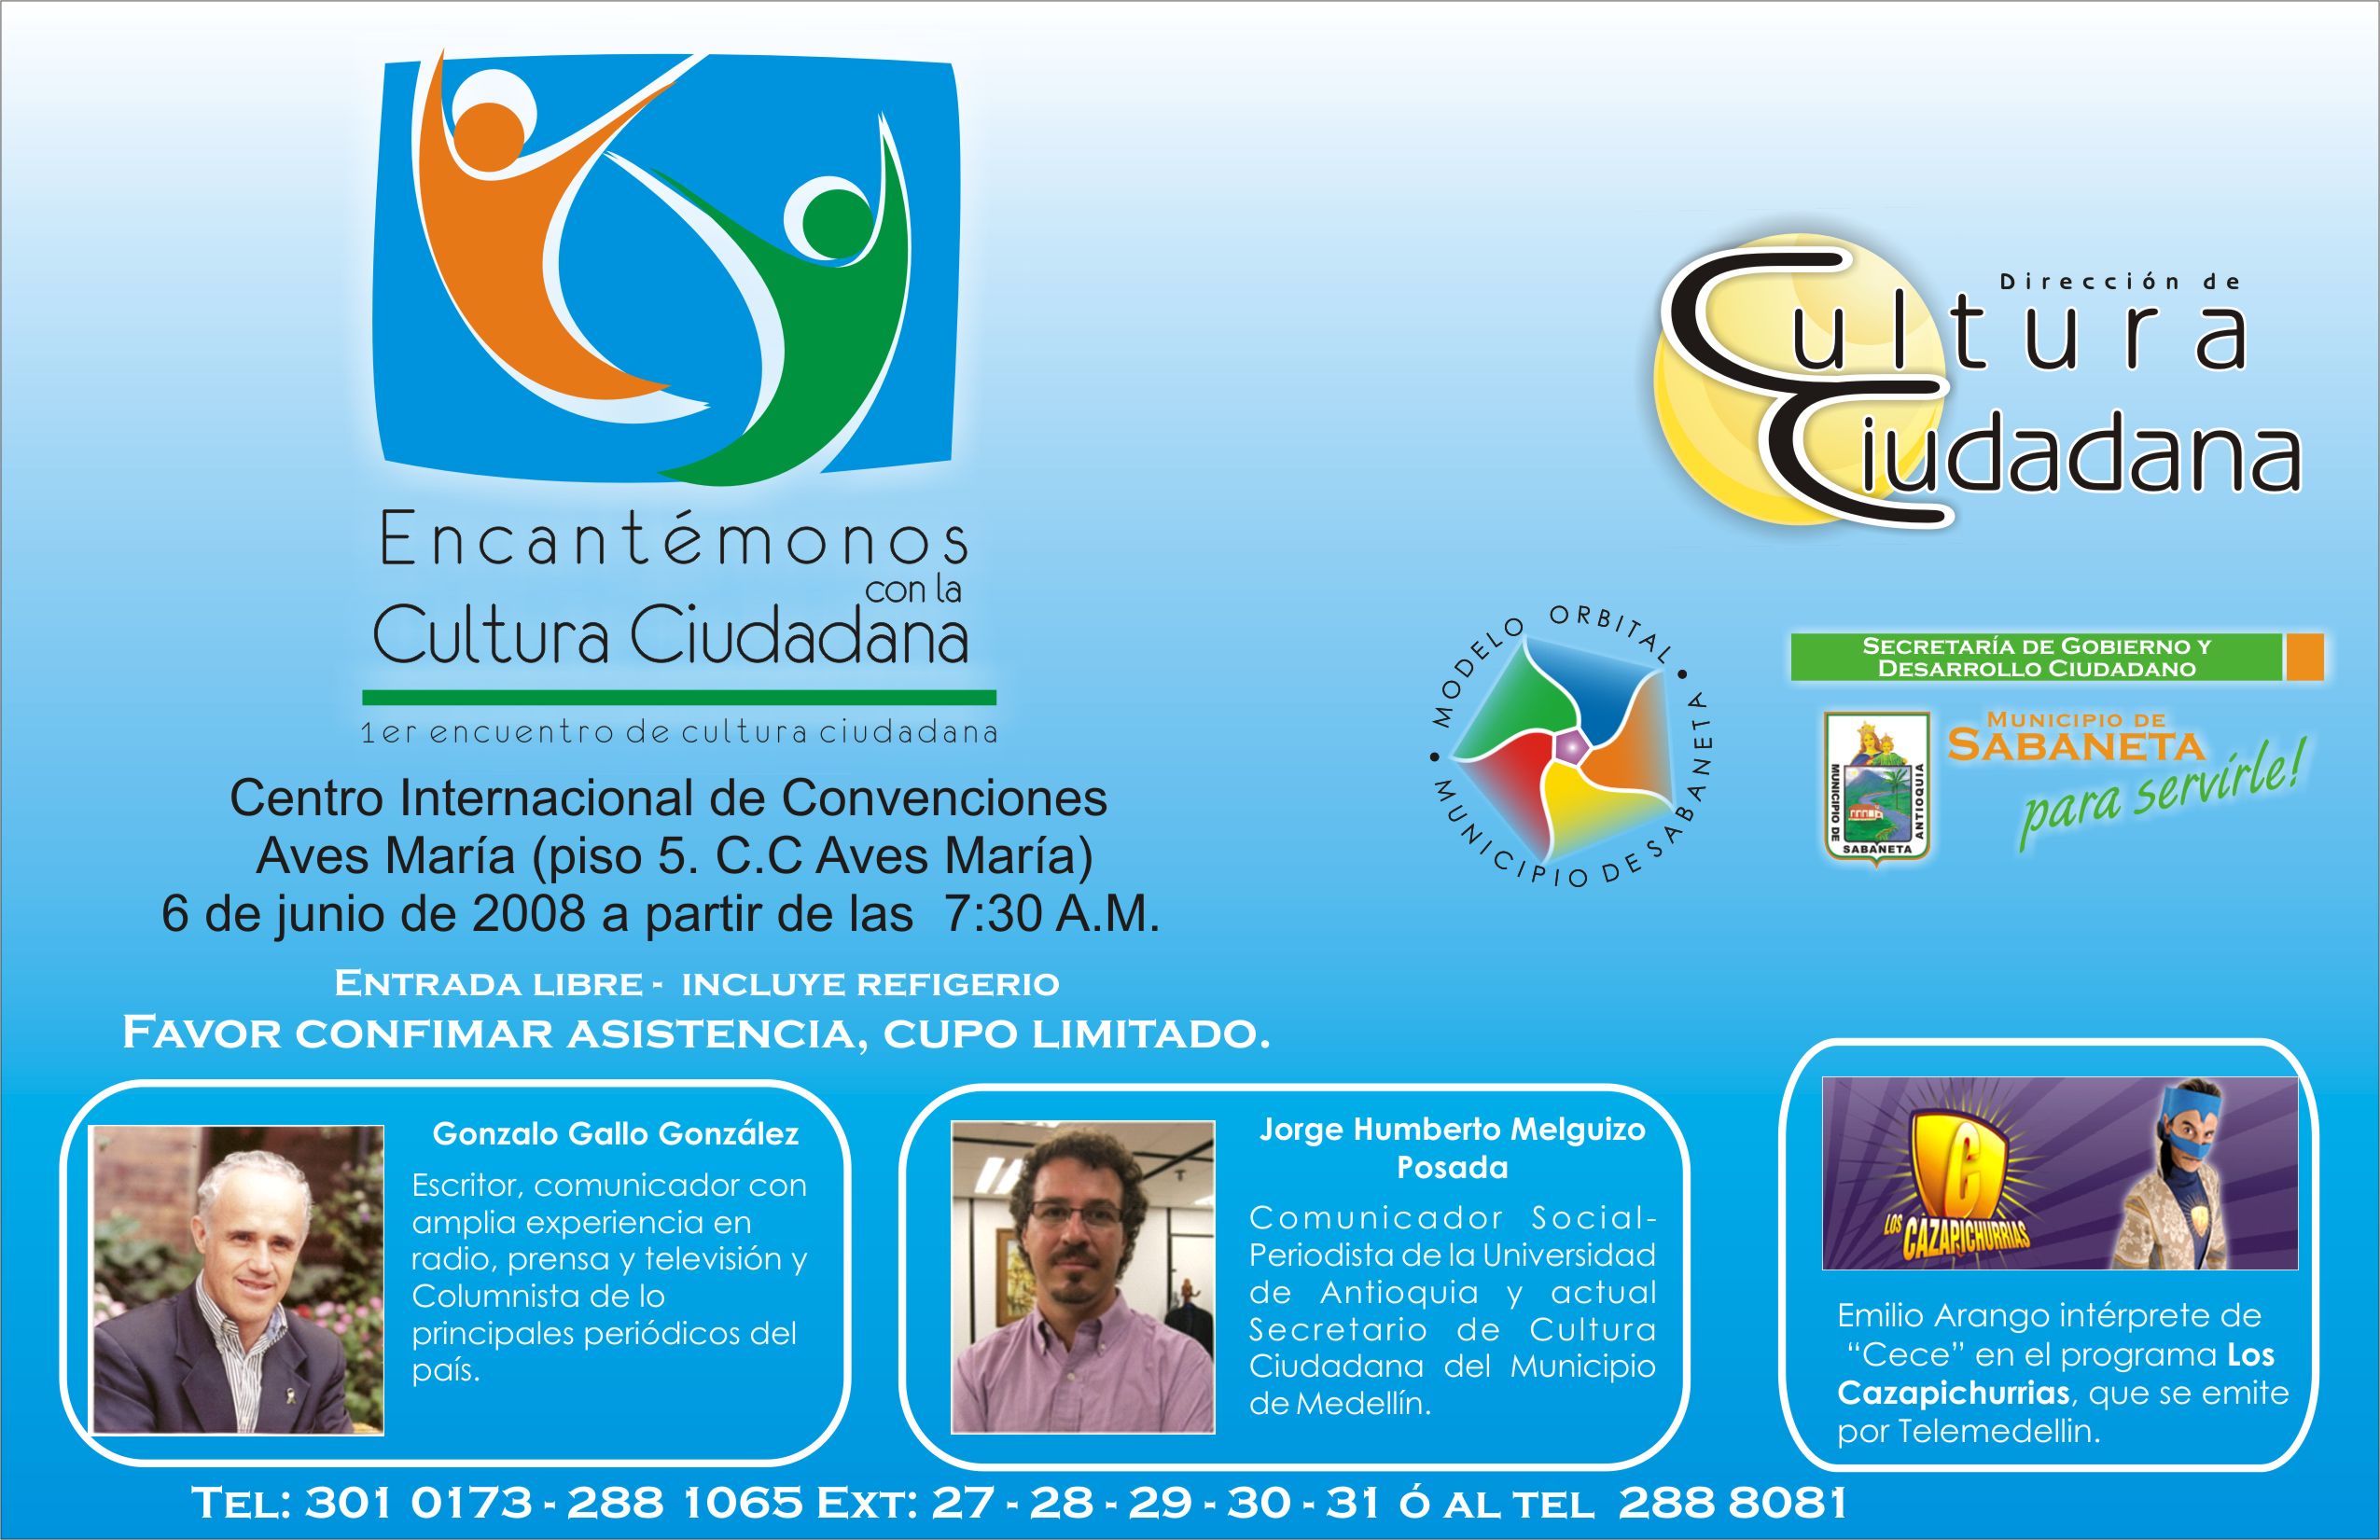 Encantémonos
con la
Cultura Ciudadana
1er encuentro de cultura ciudadana
Centro Internacional de Convenciones
Aves María (piso 5. C.C Aves María)
6 de junio de 2008 a partir de las 7:30 A.M.
ENTRADA LIBRE - INCLUYE REFIGERIO
FAVOR CONFIMAR ASISTENCIA, CUPO LIMITADO.
Dirección de
Cultura
Ciudadana
• MODELO ORBITAL •
MUNICIPIO DE SABANETA
SECRETARÍA DE GOBIERNO Y
DESARROLLO CIUDADANO
MUNICIPIO DE
SABANETA
para servirle!
MUNICIPIO DE
SABANETA
ANTIOQUIA
Gonzalo Gallo González
Escritor, comunicador con
amplia experiencia en
radio, prensa y televisión y
Columnista de lo
principales periódicos del
país.
Jorge Humberto Melguizo
Posada
Comunicador Social-
Periodista de la Universidad
de Antioquia y actual
Secretario de Cultura
Ciudadana del Municipio
de Medellín.
C
LOS CAZAPICHURRIAS
Emilio Arango intérprete de
“Cece” en el programa Los
Cazapichurrias, que se emite
por Telemedellin.
TEL: 301 0173 - 288 1065 EXT: 27 - 28 - 29 - 30 - 31 Ó AL TEL 288 8081